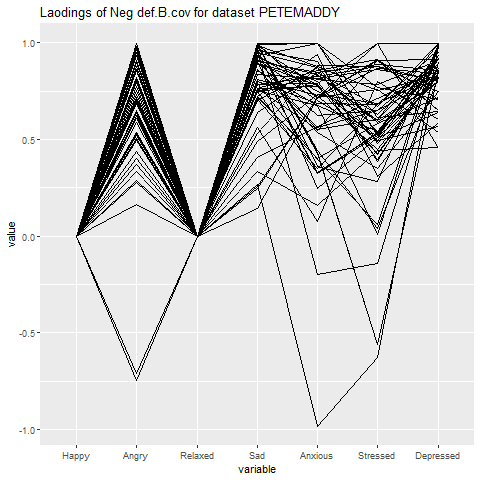 Laodings of Neg def.B.cov for dataset PETEMADDY
1.0
0.5
0.0
-0.5
-1.0
value
Happy Angry Relaxed Sad Anxious Stressed Depressed
variable